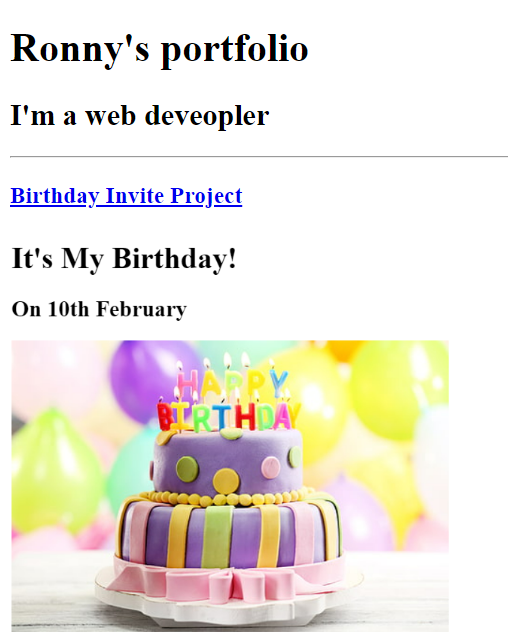 Ronny's portfolio
I'm a web deveopler
Birthday Invite Project
It's My Birthday!
On 10th February
HAPPY
BIRTHDAY